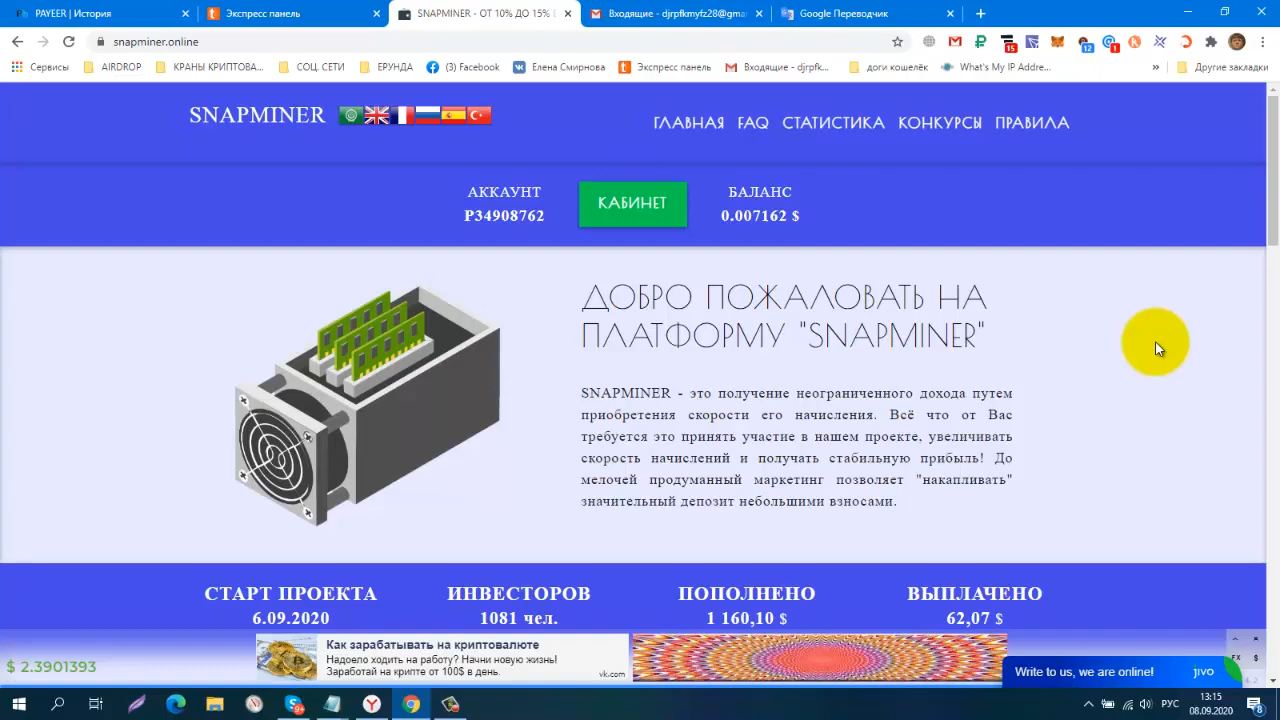 PAYEER | История
Экспресс панель
SNAPMINER - ОТ 10% ДО 15% Е
Входящие - djrpfkmyfz28@gma
Google Переводчик
snapminer.online
15
12
1
Сервисы
AIRDROP
КРАНЫ КРИПТОВА...
СОЦ. СЕТИ
ЕРУНДА
(3) Facebook
Елена Смирнова
Экспресс панель
Входящие - djrpfk...
доги кошелёк
What's My IP Addre...
»
Другие закладки
SNAPMINER
ГЛАВНАЯ FAQ СТАТИСТИКА КОНКУРСЫ ПРАВИЛА
АККАУНТ
P34908762
КАБИНЕТ
БАЛАНС
0.007162 $
ДОБРО ПОЖАЛОВАТЬ НА
ПЛАТФОРМУ "SNAPMINER"
SNAPMINER - это получение неограниченного дохода путем
приобретения скорости его начисления. Всё что от Вас
требуется это принять участие в нашем проекте, увеличивать
скорость начислений и получать стабильную прибыль! До
мелочей продуманный маркетинг позволяет "накапливать"
значительный депозит небольшими взносами.
СТАРТ ПРОЕКТА
6.09.2020
ИНВЕСТОРОВ
1081 чел.
ПОПОЛНЕНО
1 160,10 $
ВЫПЛАЧЕНО
62,07 $
$ 2.3901393
Как зарабатывать на криптовалюте
Надоело ходить на работу? Начни новую жизнь!
Заработай на крипте от 100$ в день.
vk.com
Write to us, we are online!
jivo
9+
РУС
13:15
08.09.2020
8